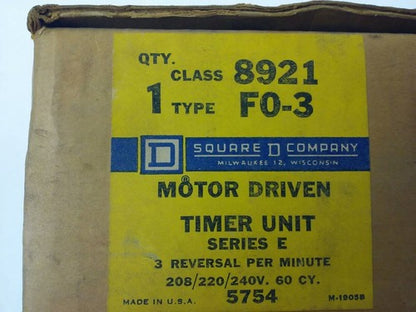 QTY. CLASS 8921
1 TYPE FO-3
D SQUARE D COMPANY
MILWAUKEE 12, WISCONSIN
MOTOR DRIVEN
TIMER UNIT
SERIES E
3 REVERSAL PER MINUTE
208/220/240V. 60 CY.
MADE IN U.S.A. 5754 M-1905B